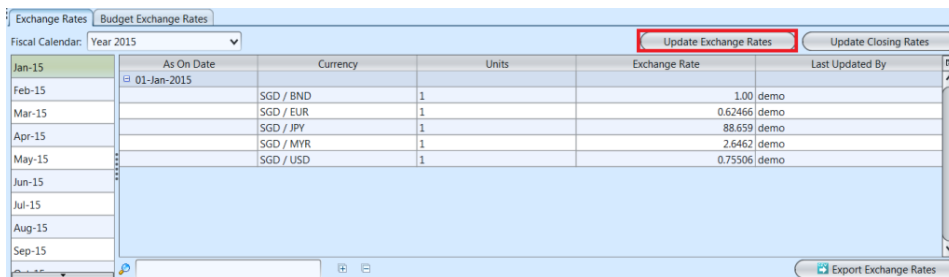 Exchange Rates Budget Exchange Rates
Fiscal Calendar: Year 2015 Update Exchange Rates Update Closing Rates
Jan-15 As On Date Currency Units Exchange Rate Last Updated By
01-Jan-2015
Feb-15
SGD / BND 1 1.00 demo
Mar-15 SGD / EUR 1 0.62466 demo
SGD / JPY 1 88.659 demo
Apr-15
SGD / MYR 1 2.6462 demo
May-15 SGD / USD 1 0.75506 demo
Jun-15
Jul-15
Aug-15
Sep-15
Export Exchange Rates